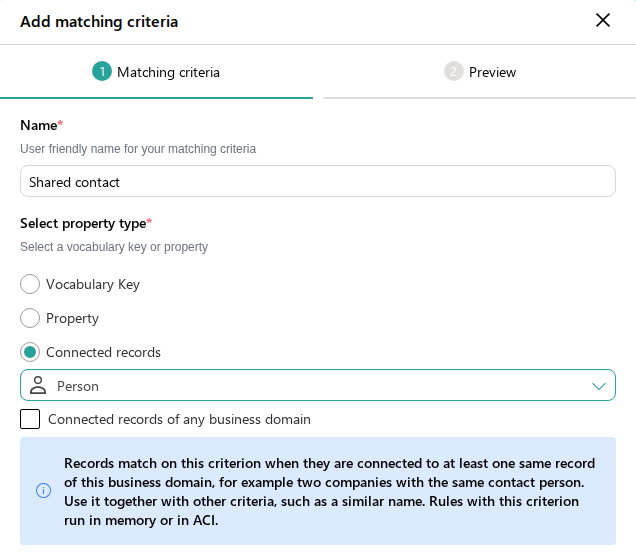 Add matching criteria
1 Matching criteria
2 Preview
Name*
User friendly name for your matching criteria
Shared contact
Select property type*
Select a vocabulary key or property
Vocabulary Key
Property
Connected records
Person
Connected records of any business domain
Records match on this criterion when they are connected to at least one same record
of this business domain, for example two companies with the same contact person.
Use it together with other criteria, such as a similar name. Rules with this criterion
run in memory or in ACI.